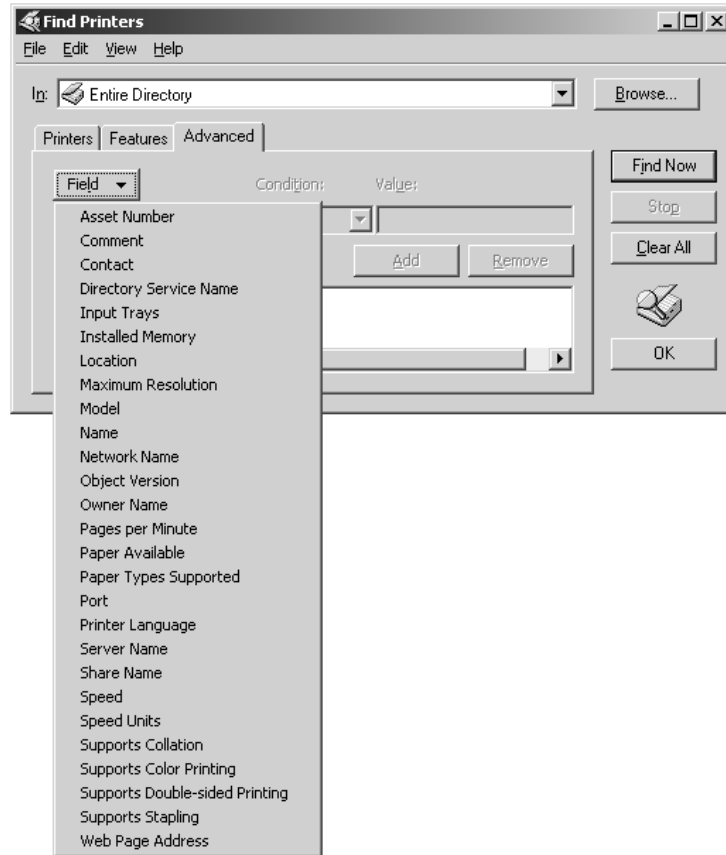 Find Printers
File Edit View Help
In: Entire Directory Browse...
Printers Features Advanced
Field Condition: Value:
Find Now
Stop
Add Remove
Clear All
OK
Asset Number
Comment
Contact
Directory Service Name
Input Trays
Installed Memory
Location
Maximum Resolution
Model
Name
Network Name
Object Version
Owner Name
Pages per Minute
Paper Available
Paper Types Supported
Port
Printer Language
Server Name
Share Name
Speed
Speed Units
Supports Collation
Supports Color Printing
Supports Double-sided Printing
Supports Stapling
Web Page Address